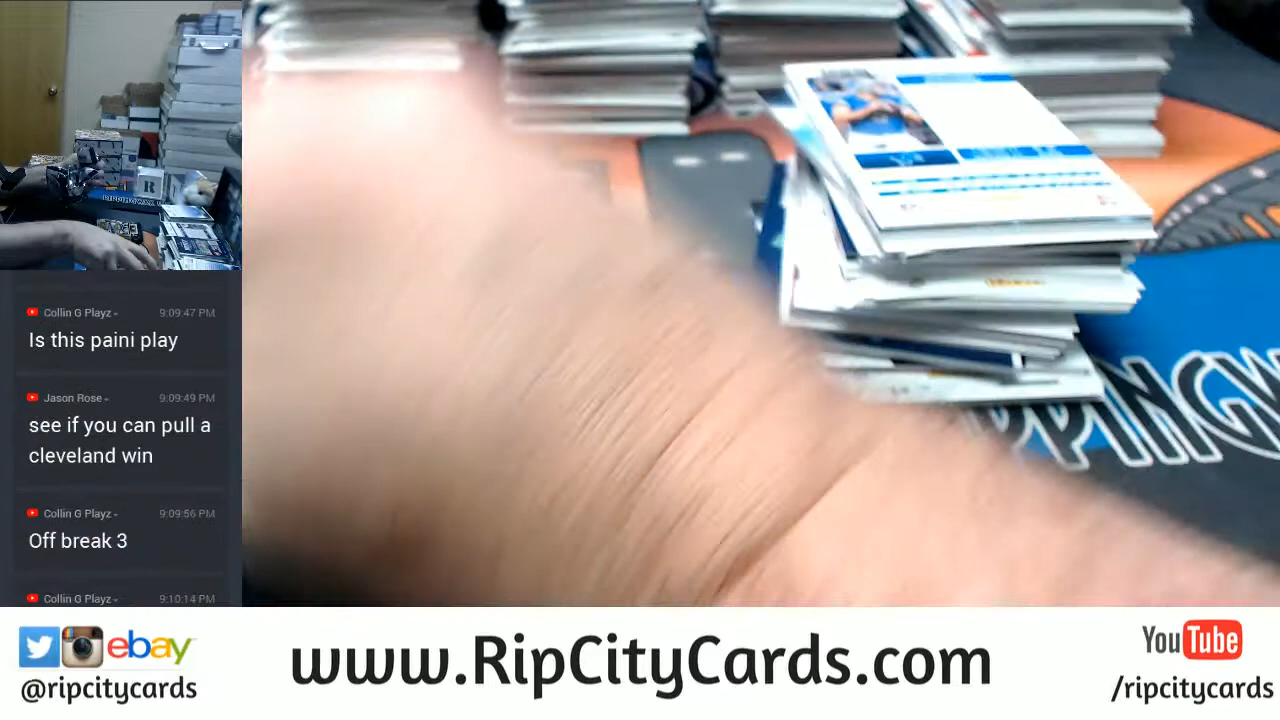 Collin G Playz 9:09:47 PM
Is this paini play
Jason Rose 9:09:49 PM
see if you can pull a
cleveland win
Collin G Playz 9:09:56 PM
Off break 3
Collin G Playz 9:10:14 PM
ebay
@ripcitycards
www.RipCityCards.com
YouTube
/ripcitycards